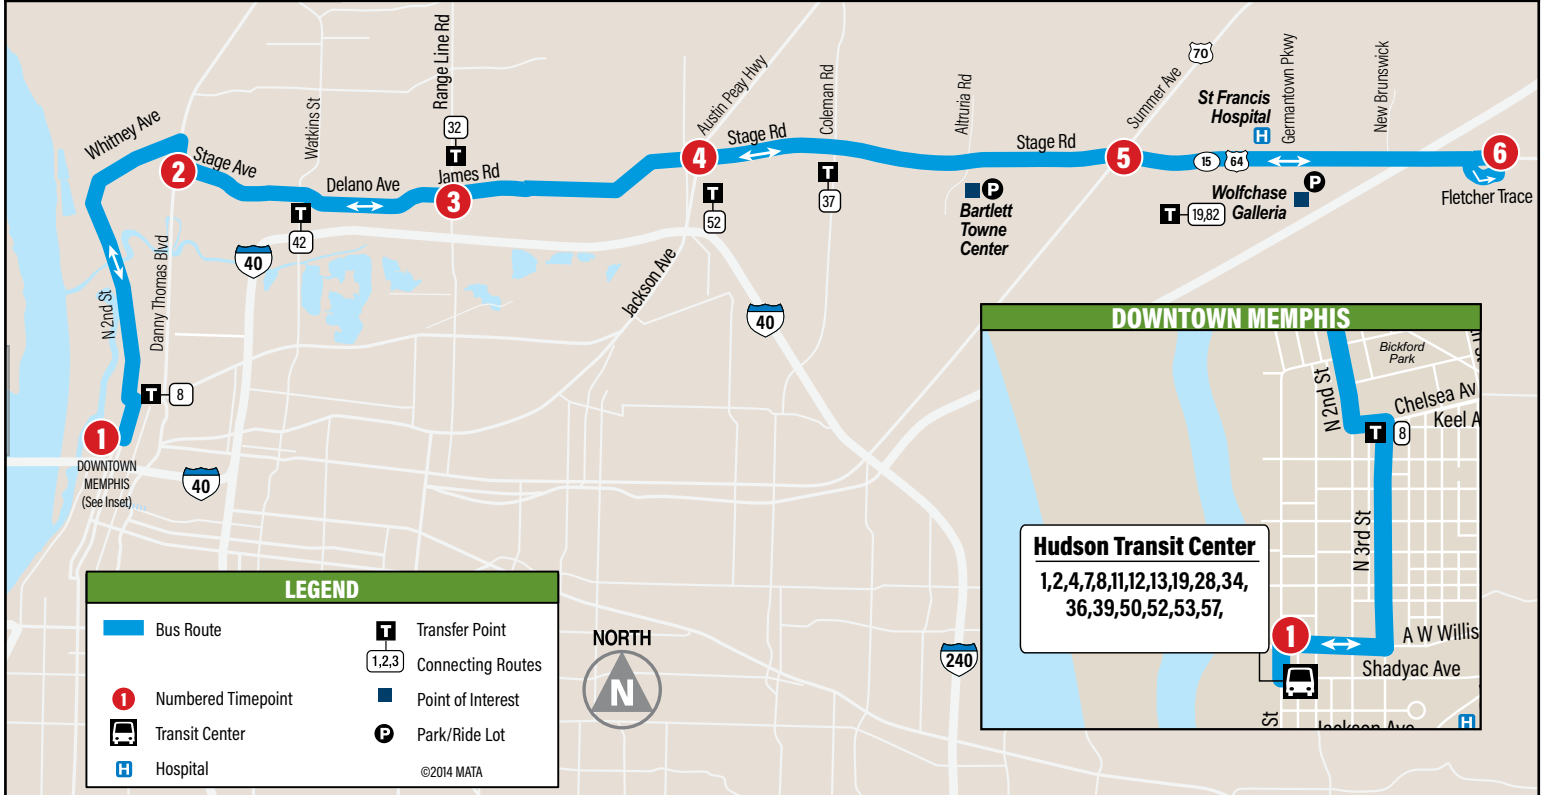 70
Whitney Ave
Watkins St
Range Line Rd
32
T
Austin Peay Hwy
Stage Rd
Coleman Rd
Altruria Rd
Stage Rd
Summer Ave
St Francis
Hospital
H
Germantown Pkwy
New Brunswick
2
Stage Ave
Delano Ave
James Rd
3
4
5
15
64
6
T
42
T
52
T
37
P
Bartlett
Towne
Center
T
19,82
Wolfchase
Galleria
P
Fletcher Trace
40
N 2nd St
Danny Thomas Blvd
Jackson Ave
40
T
8
1
DOWNTOWN
MEMPHIS
(See Inset)
40
240
DOWNTOWN MEMPHIS
Bickford
Park
N 2nd St
Chelsea Av
Keel A
T
8
N 3rd St
Hudson Transit Center
1,2,4,7,8,11,12,13,19,28,34,
36,39,50,52,53,57,
1
A W Willis
Shadyac Ave
St
Jackson Ave
H
LEGEND
Bus Route
T
Transfer Point
1,2,3
Connecting Routes
1
Numbered Timepoint
Point of Interest
Transit Center
P
Park/Ride Lot
H
Hospital
©2014 MATA
NORTH
N